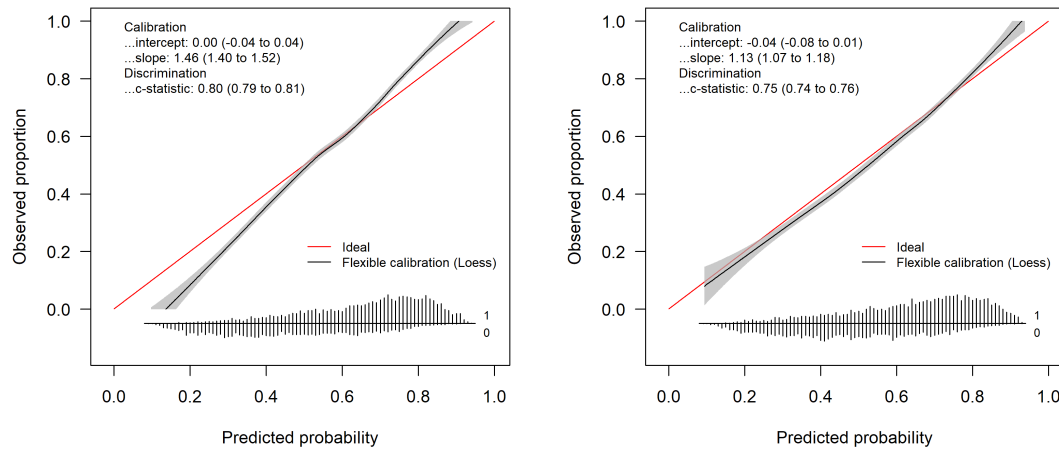 Calibration
...intercept: 0.00 (-0.04 to 0.04)
...slope: 1.46 (1.40 to 1.52)
Discrimination
...c-statistic: 0.80 (0.79 to 0.81)
Observed proportion
1.0
0.8
0.6
0.4
0.2
0.0
Ideal
Flexible calibration (Loess)
1
0
0.0 0.2 0.4 0.6 0.8 1.0
Predicted probability
Calibration
...intercept: -0.04 (-0.08 to 0.01)
...slope: 1.13 (1.07 to 1.18)
Discrimination
...c-statistic: 0.75 (0.74 to 0.76)
Observed proportion
1.0
0.8
0.6
0.4
0.2
0.0
Ideal
Flexible calibration (Loess)
1
0
0.0 0.2 0.4 0.6 0.8 1.0
Predicted probability